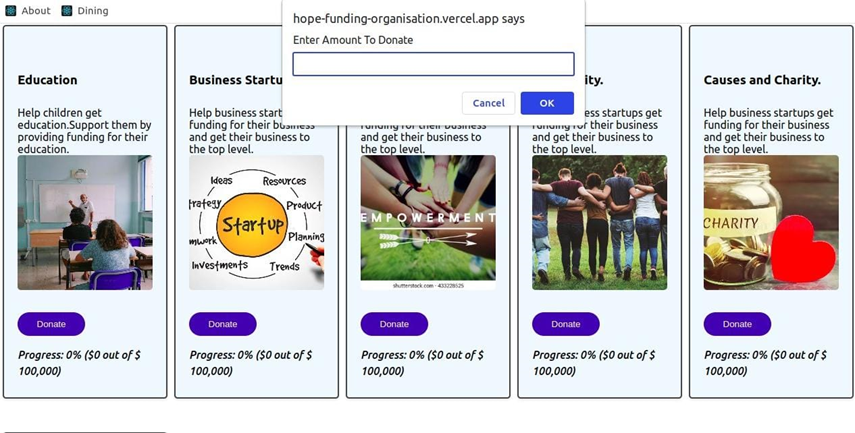 About Dining
hope-funding-organisation.vercel.app says
Enter Amount To Donate
Cancel OK
Education
Help children get
education.Support them by
providing funding for their
education.
Donate
Progress: 0% ($0 out of $
100,000)
Business Startu
Help business start
funding for their business
and get their business to
the top level.
Ideas
Resources
trategy
Product
Startup
mwork
Planning
Investments
Trends
Donate
Progress: 0% ($0 out of $
100,000)
funding for their business
and get their business to
the top level.
EMPOWERMENT
shutterstock.com · 433228525
Donate
Progress: 0% ($0 out of $
100,000)
ity.
startups get
funding for their business
and get their business to
the top level.
Donate
Progress: 0% ($0 out of $
100,000)
Causes and Charity.
Help business startups get
funding for their business
and get their business to
the top level.
CHARITY
Donate
Progress: 0% ($0 out of $
100,000)